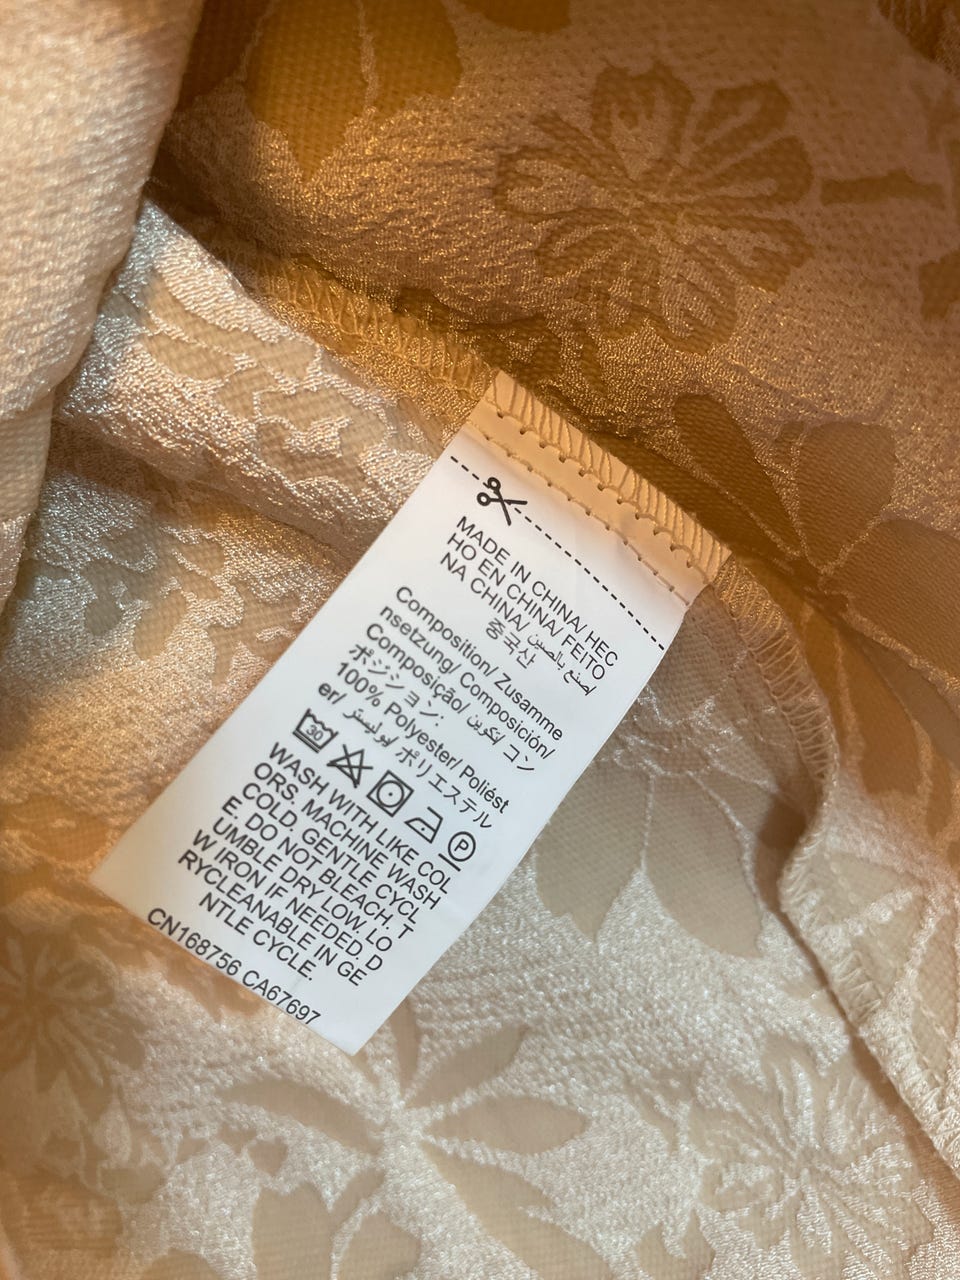 MADE IN CHINA/ HEC
HO EN CHINA/ FEITO
NA CHINA/ اصنع بالصين/
중국산
Composition/ Zusamme
nsetzung/ Composición/
Composição/ تكوين/ コン
ポジション:
100% Polyester/ Poliést
er/ بوليستر/ ポリエステル
30 P
WASH WITH LIKE COL
ORS. MACHINE WASH
COLD. GENTLE CYCL
E. DO NOT BLEACH. T
UMBLE DRY LOW. LO
W IRON IF NEEDED. D
RYCLEANABLE IN GE
NTLE CYCLE.
CN168756 CA67697